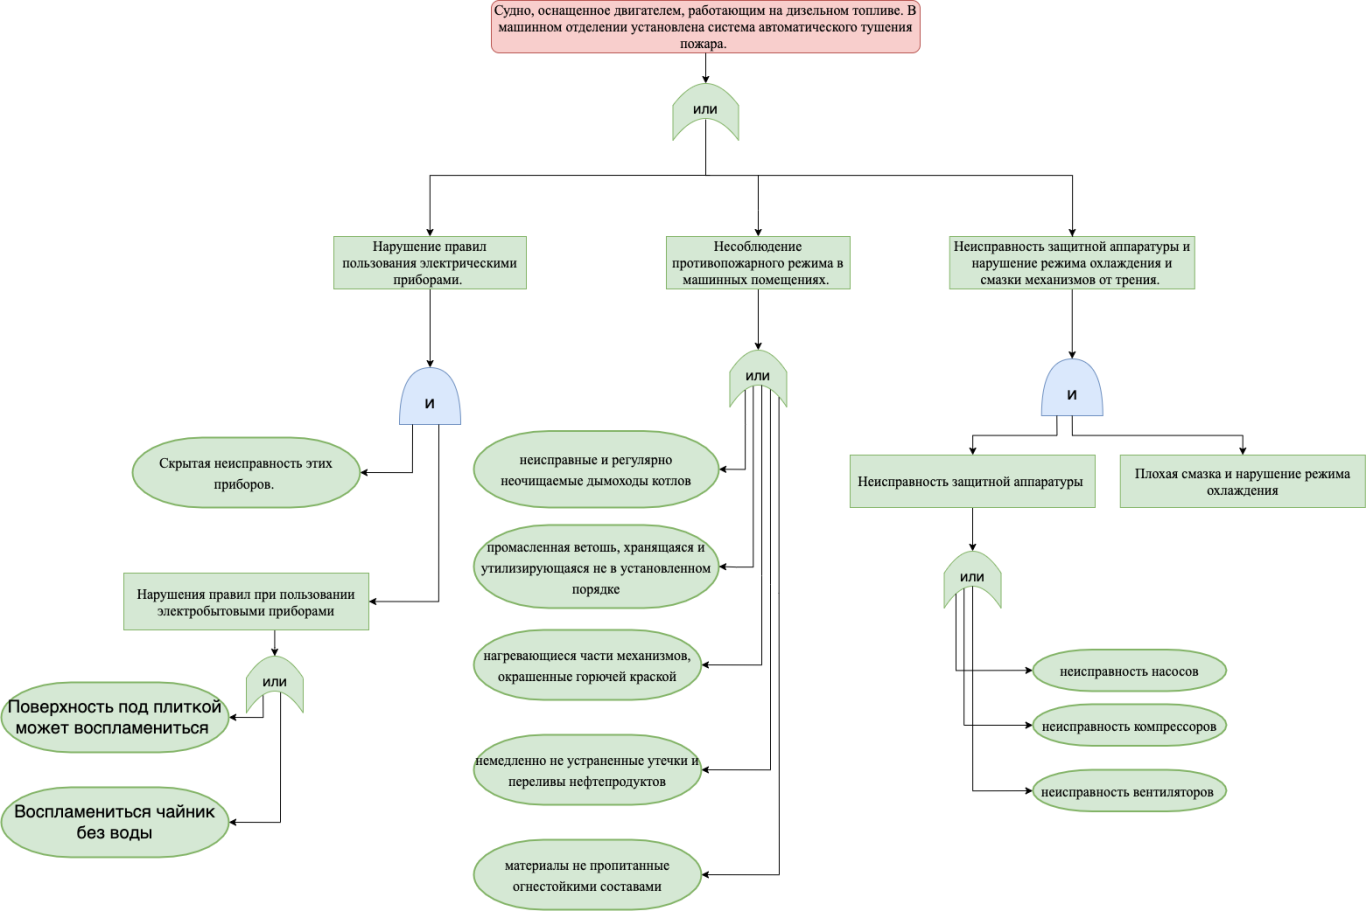 Судно, оснащенное двигателем, работающим на дизельном топливе. В
машинном отделении установлена система автоматического тушения
пожара.
ИЛИ
Нарушение правил
пользования электрическими
приборами.
Несоблюдение
противопожарного режима в
машинных помещениях.
Неисправность защитной аппаратуры и
нарушение режима охлаждения и
смазки механизмов от трения.
И
ИЛИ
И
Скрытая неисправность этих
приборов.
неисправные и регулярно
неочищаемые дымоходы котлов
Неисправность защитной аппаратуры
Плохая смазка и нарушение режима
охлаждения
промасленная ветошь, хранящаяся и
утилизирующаяся не в установленном
порядке
ИЛИ
Нарушения правил при пользовании
электробытовыми приборами
нагревающиеся части механизмов,
окрашенные горючей краской
неисправность насосов
ИЛИ
Поверхность под плиткой
может воспламениться
неисправность компрессоров
немедленно не устраненные утечки и
переливы нефтепродуктов
неисправность вентиляторов
Воспламениться чайник
без воды
материалы не пропитанные
огнестойкими составами